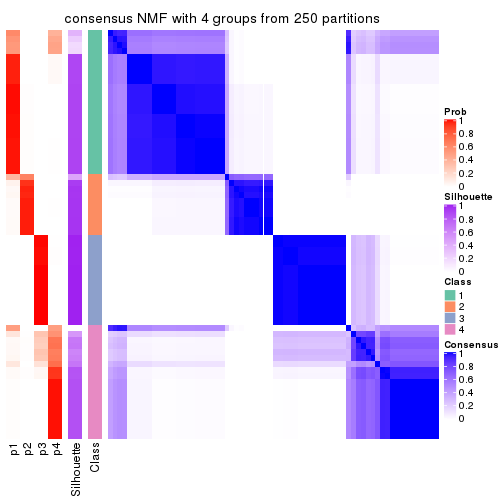 consensus NMF with 4 groups from 250 partitions
Prob
1
0.8
0.6
0.4
0.2
0
Silhouette
1
0.8
0.6
0.4
0.2
0
Class
1
2
3
4
Consensus
1
0.8
0.6
0.4
0.2
0
p1
p2
p3
p4
Silhouette
Class